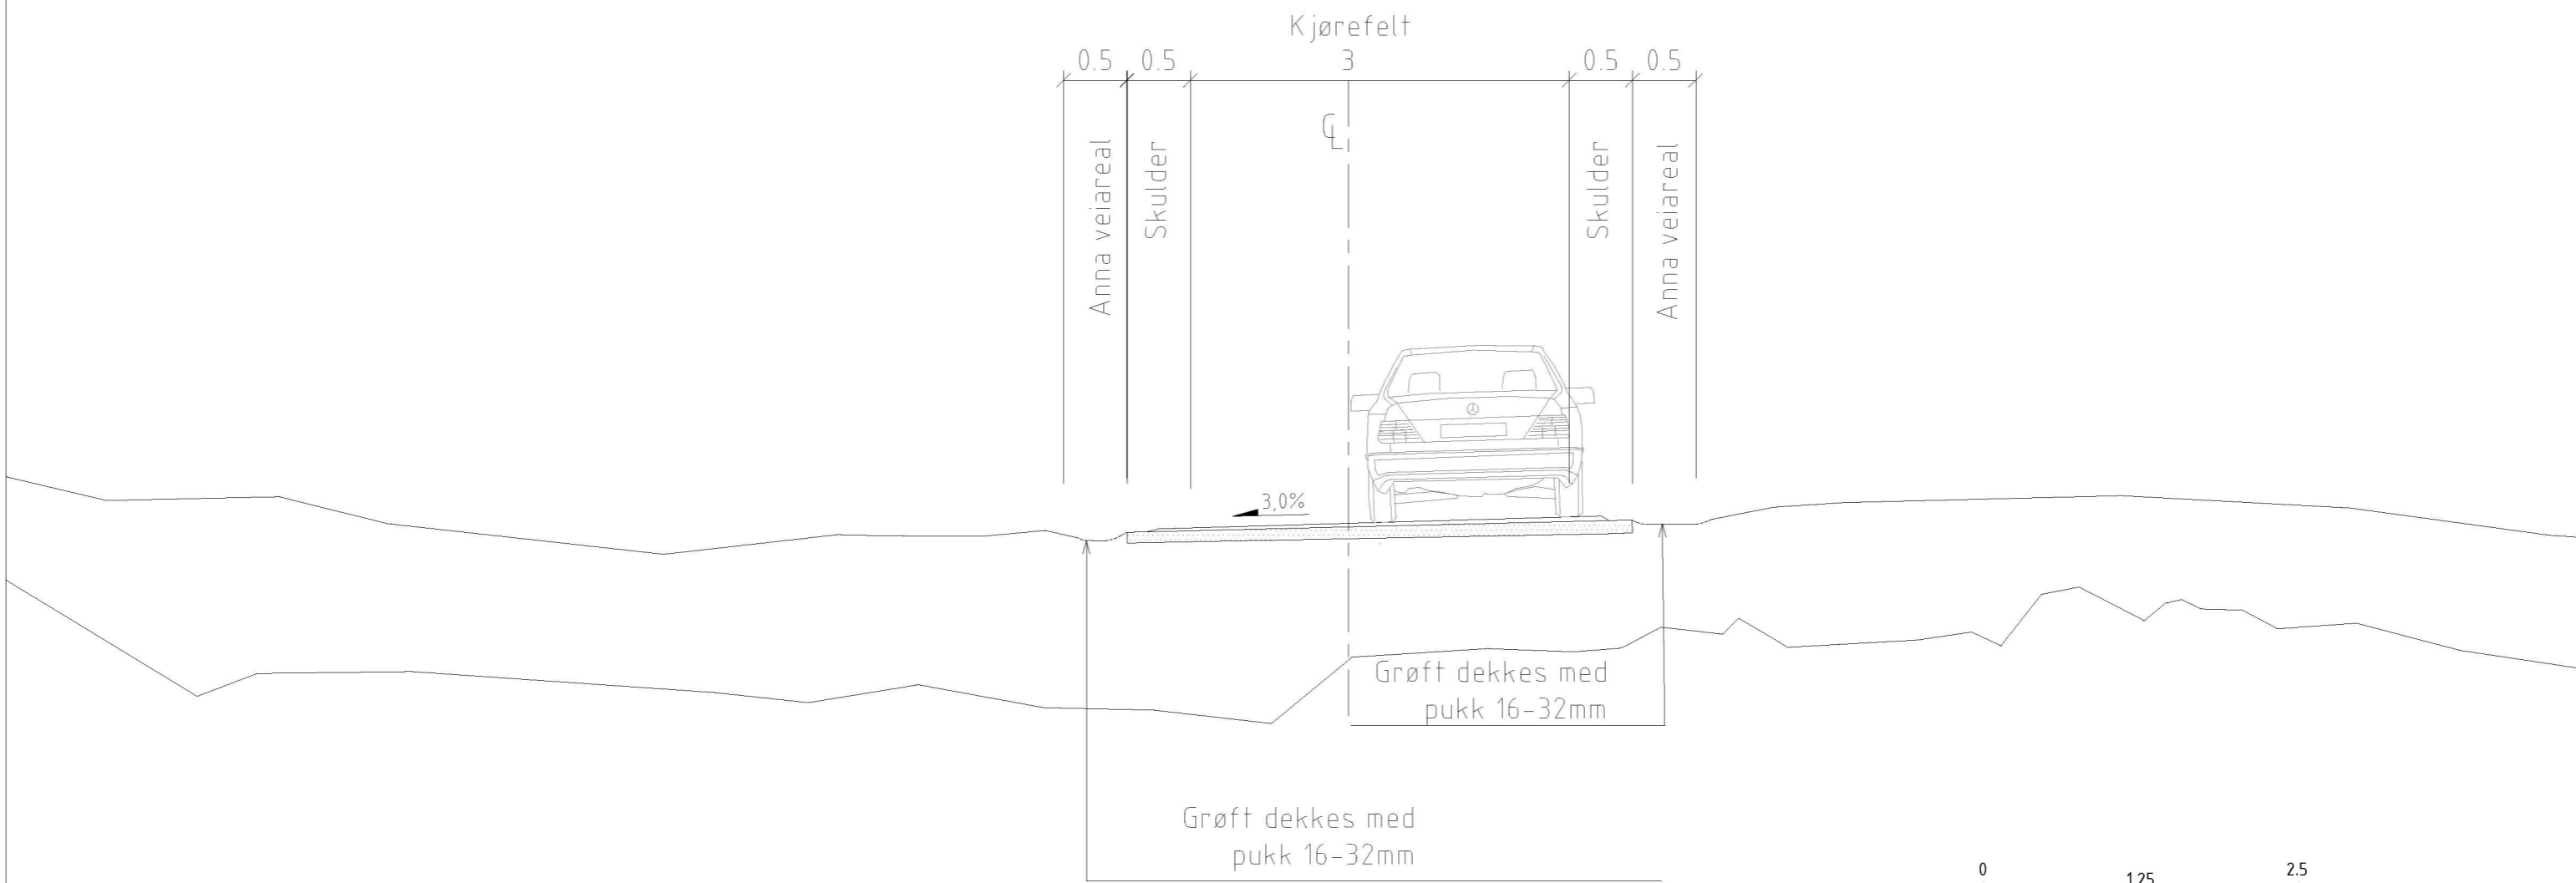 Kjørefelt
0.5 0.5 3 0.5 0.5
CL
Anna veiareal
Skulder
Skulder
Anna veiareal
3,0%
Grøft dekkes med
pukk 16-32mm
Grøft dekkes med
pukk 16-32mm
0 1.25 2.5